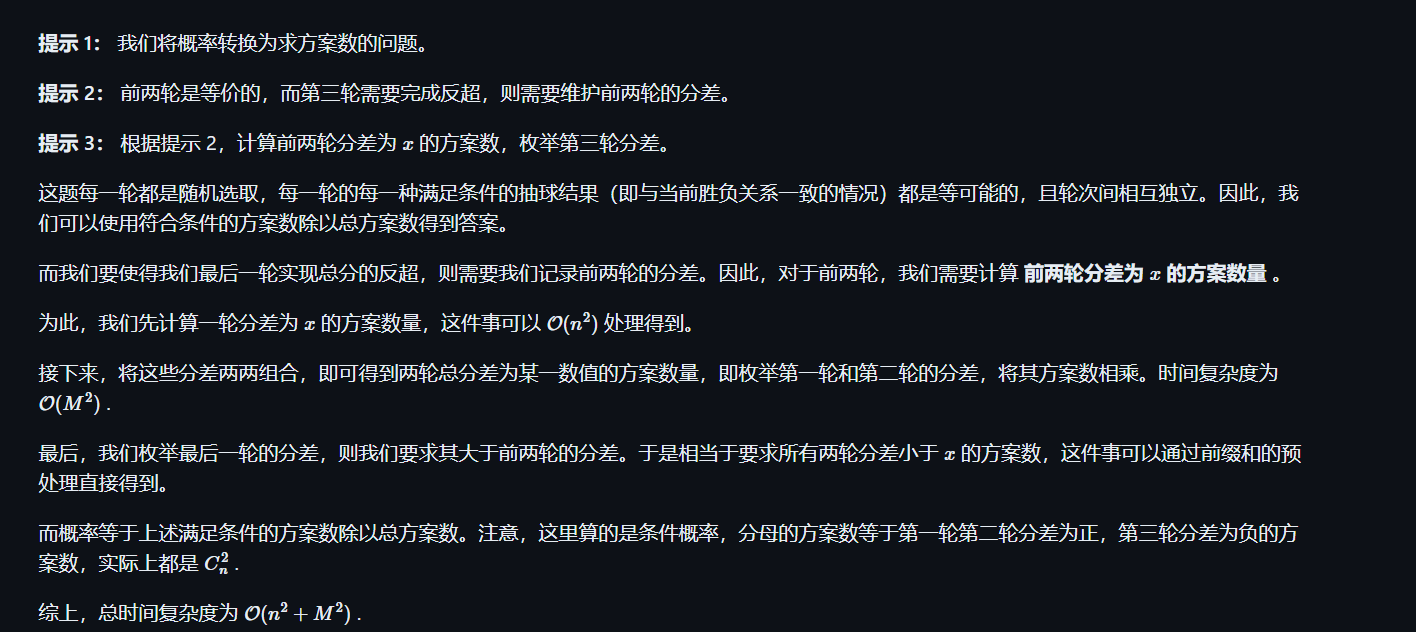 提示 1： 我们将概率转换为求方案数的问题。
提示 2： 前两轮是等价的，而第三轮需要完成反超，则需要维护前两轮的分差。
提示 3： 根据提示 2，计算前两轮分差为 x 的方案数，枚举第三轮分差。
这题每一轮都是随机选取，每一轮的每一种满足条件的抽球结果（即与当前胜负关系一致的情况）都是等可能的，且轮次间相互独立。因此，我
们可以使用符合条件的方案数除以总方案数得到答案。
而我们要使得我们最后一轮实现总分的反超，则需要我们记录前两轮的分差。因此，对于前两轮，我们需要计算 前两轮分差为 x 的方案数量 。
为此，我们先计算一轮分差为 x 的方案数量，这件事可以 𝒪(n²) 处理得到。
接下来，将这些分差两两组合，即可得到两轮总分差为某一数值的方案数量，即枚举第一轮和第二轮的分差，将其方案数相乘。时间复杂度为
𝒪(M²) .
最后，我们枚举最后一轮的分差，则我们要求其大于前两轮的分差。于是相当于要求所有两轮分差小于 x 的方案数，这件事可以通过前缀和的预
处理直接得到。
而概率等于上述满足条件的方案数除以总方案数。注意，这里算的是条件概率，分母的方案数等于第一轮第二轮分差为正，第三轮分差为负的方
案数，实际上都是 C_n^2 .
综上，总时间复杂度为 𝒪(n² + M²) .